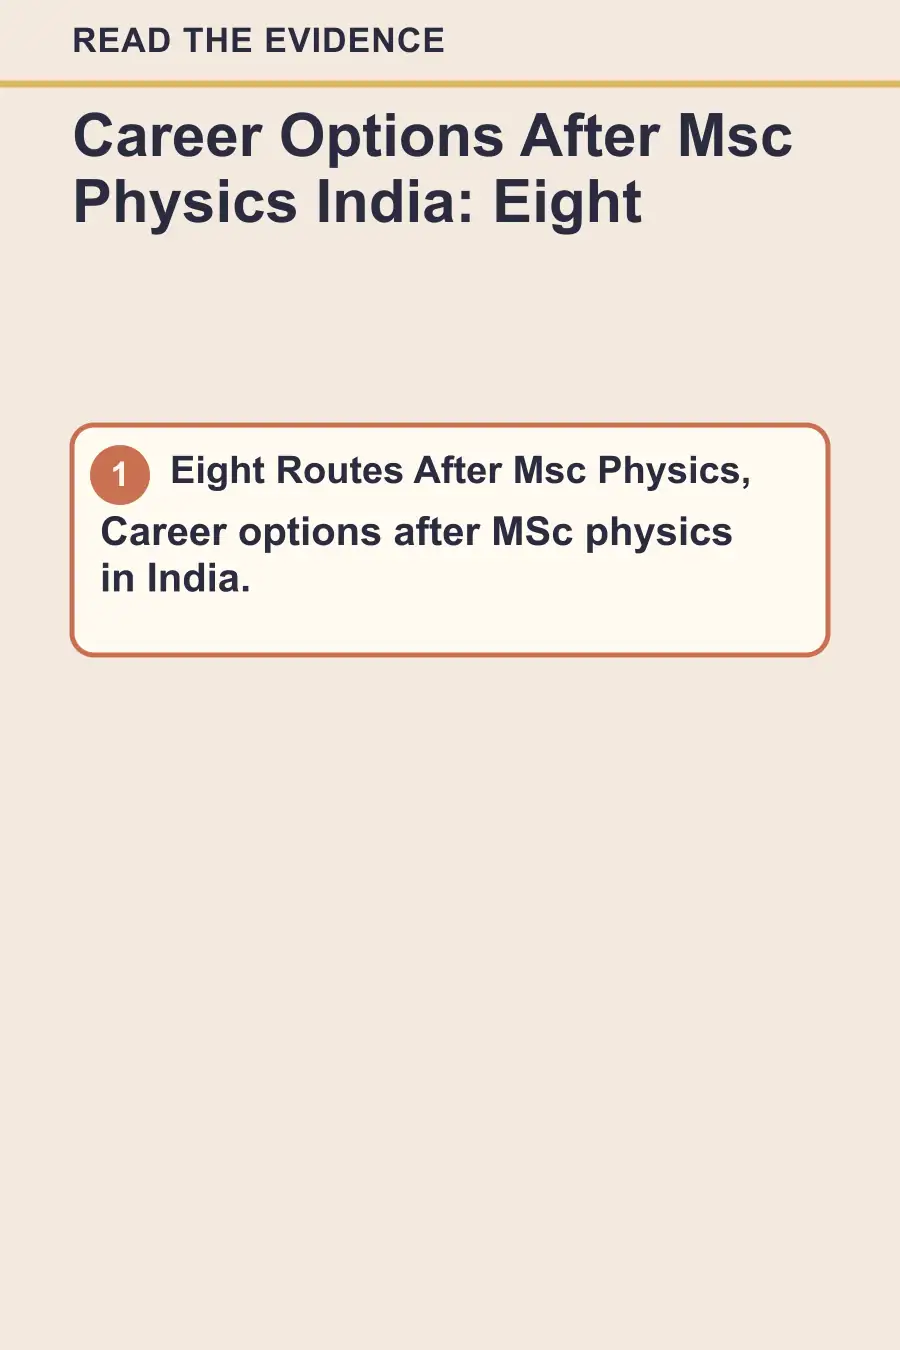 READ THE EVIDENCE
Career Options After Msc
Physics India: Eight
1 Eight Routes After Msc Physics,
Career options after MSc physics
in India.